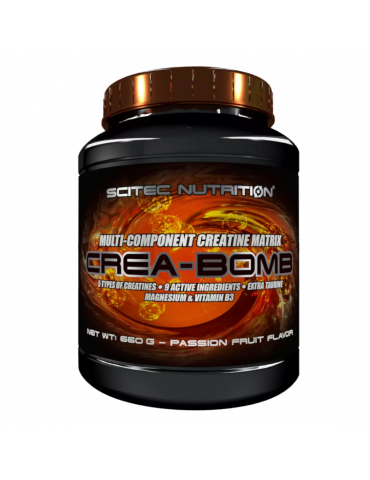 SCITEC NUTRITION
MULTI-COMPONENT CREATINE MATRIX
CREA-BOMB
5 TYPES OF CREATINES • 9 ACTIVE INGREDIENTS • EXTRA TAURINE
MAGNESIUM & VITAMIN B3
NET WT: 660 G - PASSION FRUIT FLAVOR